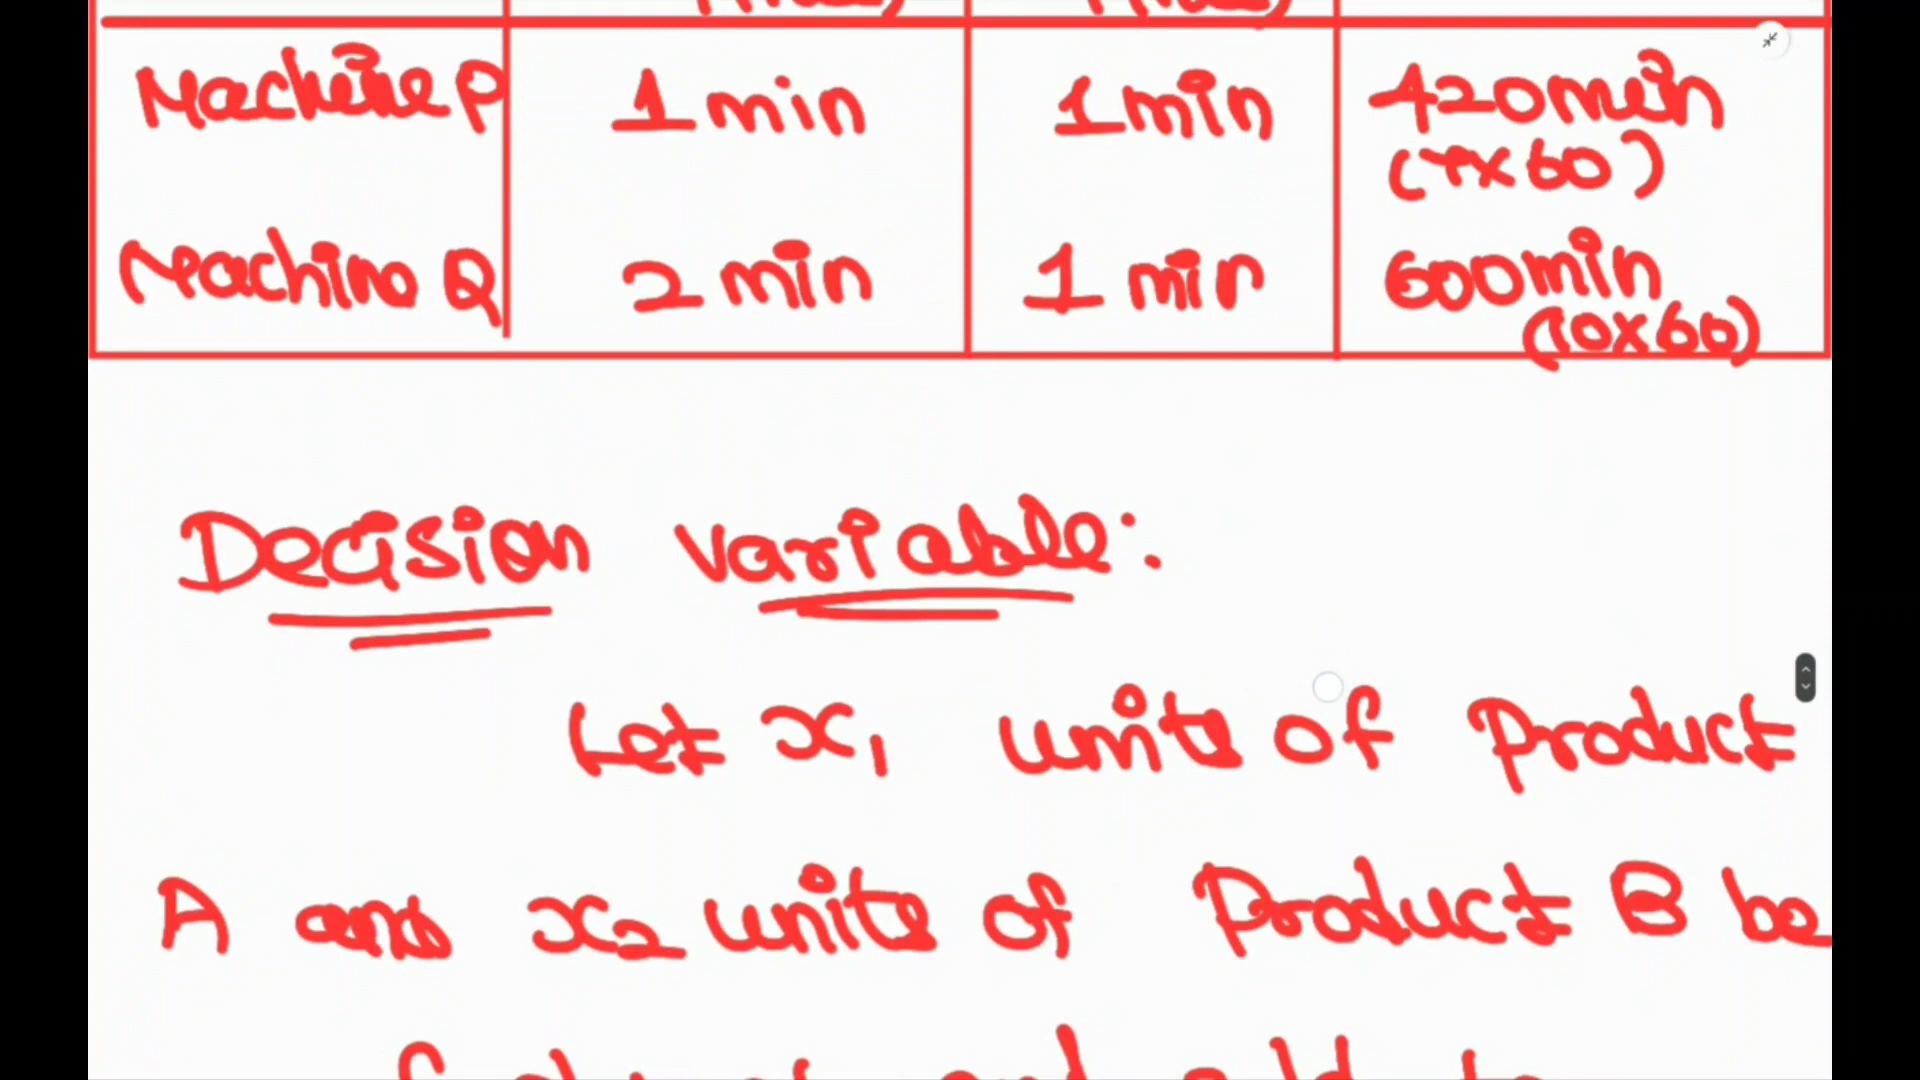 Machine P 1 min 1 min 420 min
(7x60)
Machine Q 2 min 1 min 600 min
(10x60)
Decision Variable:
Let x1 units of Product
A and x2 units of Product B be